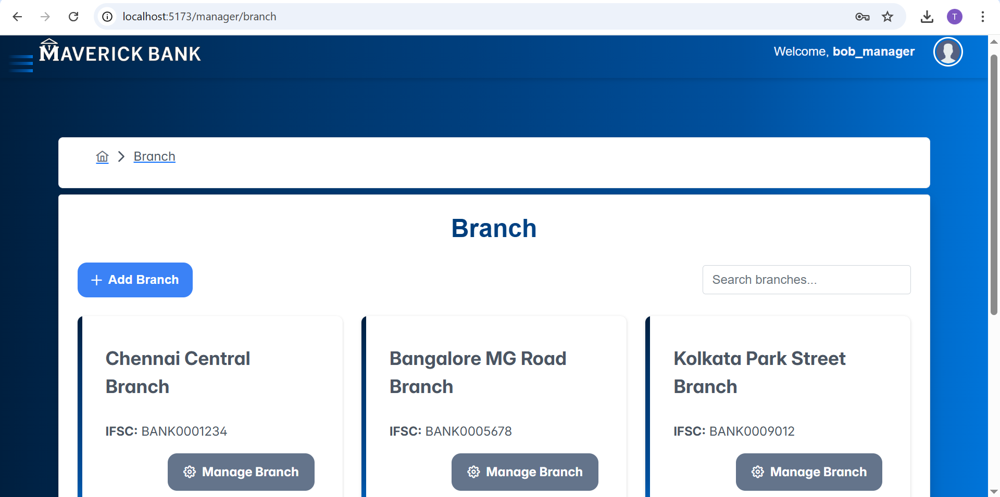 localhost:5173/manager/branch
T
MAVERICK BANK
Welcome, bob_manager
Branch
Branch
Add Branch
Search branches...
Chennai Central
Branch
IFSC: BANK0001234
Manage Branch
Bangalore MG Road
Branch
IFSC: BANK0005678
Manage Branch
Kolkata Park Street
Branch
IFSC: BANK0009012
Manage Branch